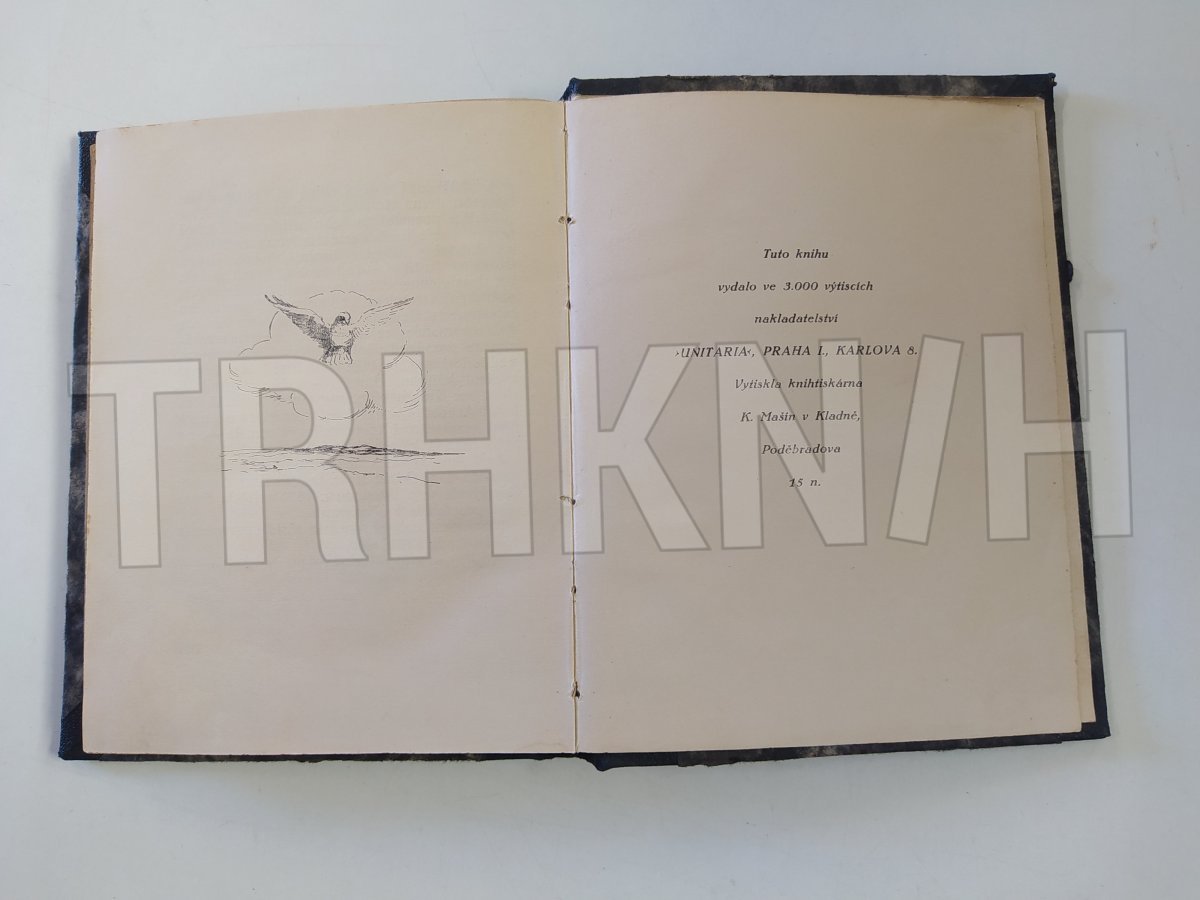 Tuto knihu
vydalo ve 3.000 výtiscích
nakladatelství
›UNITARIA‹, PRAHA I., KARLOVA 8.
Vytiskla knihtiskárna
K. Mašín v Kladně,
Poděbradova
15 n.
TRHKNIH